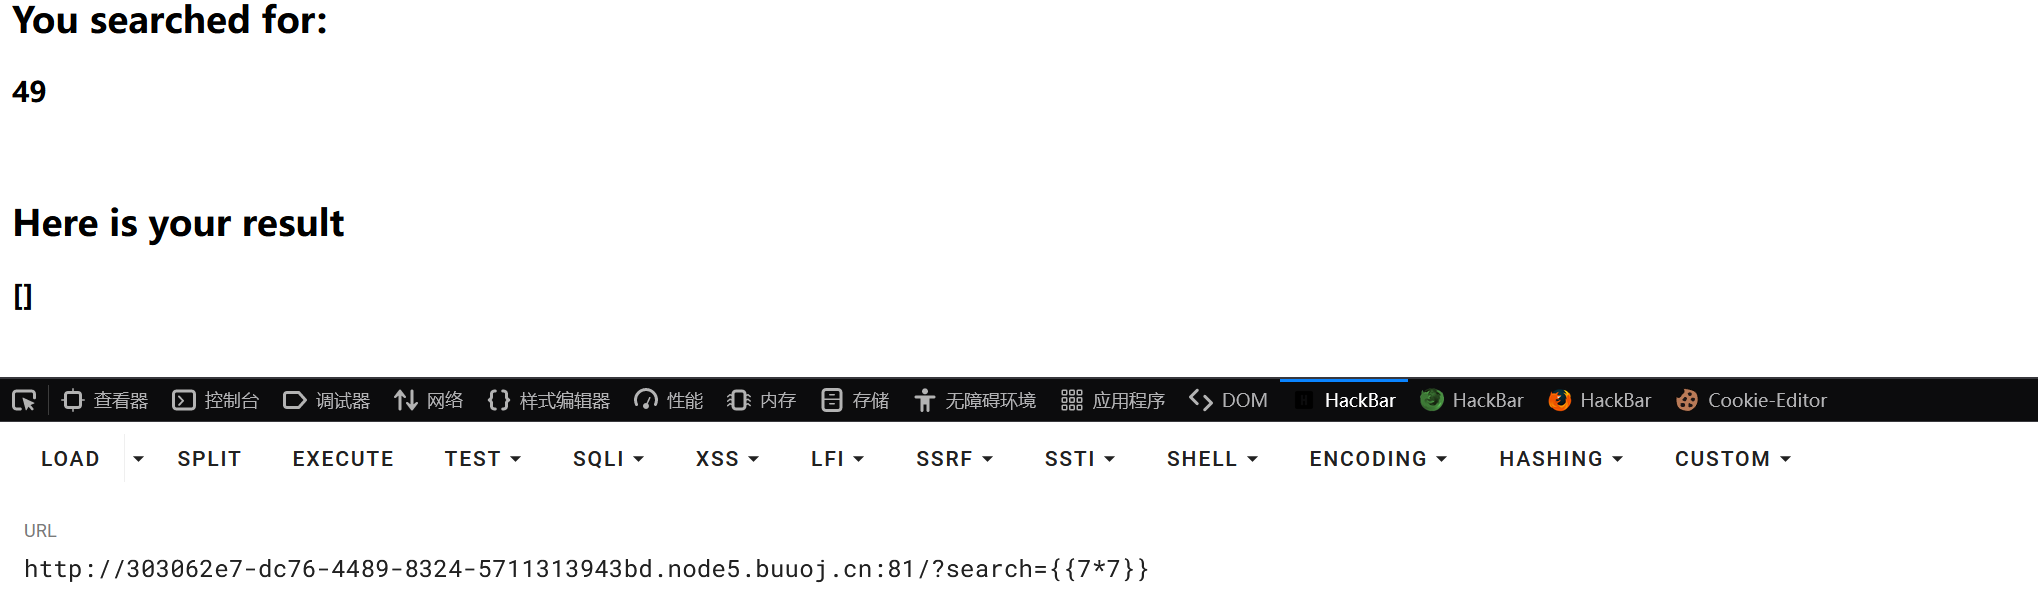 You searched for:
49
Here is your result
[]
查看器 控制台 调试器 网络 {} 样式编辑器 性能 内存 存储 无障碍环境 应用程序 DOM HackBar HackBar HackBar Cookie-Editor
LOAD SPLIT EXECUTE TEST SQLI XSS LFI SSRF SSTI SHELL ENCODING HASHING CUSTOM
URL
http://303062e7-dc76-4489-8324-5711313943bd.node5.buuoj.cn:81/?search={{7*7}}